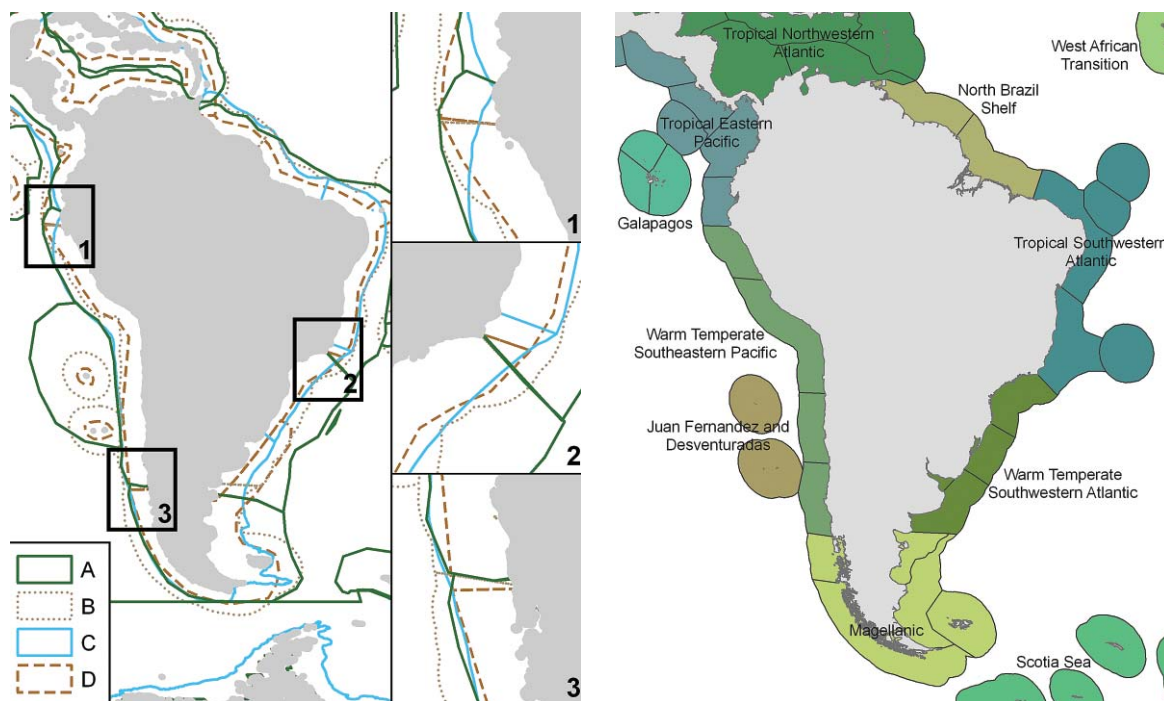 1
2
3
A
B
C
D
1
2
3
Tropical Northwestern
Atlantic
West African
Transition
North Brazil
Shelf
Tropical Eastern
Pacific
Galapagos
Tropical Southwestern
Atlantic
Warm Temperate
Southeastern Pacific
Juan Fernandez and
Desventuradas
Warm Temperate
Southwestern Atlantic
Magellanic
Scotia Sea